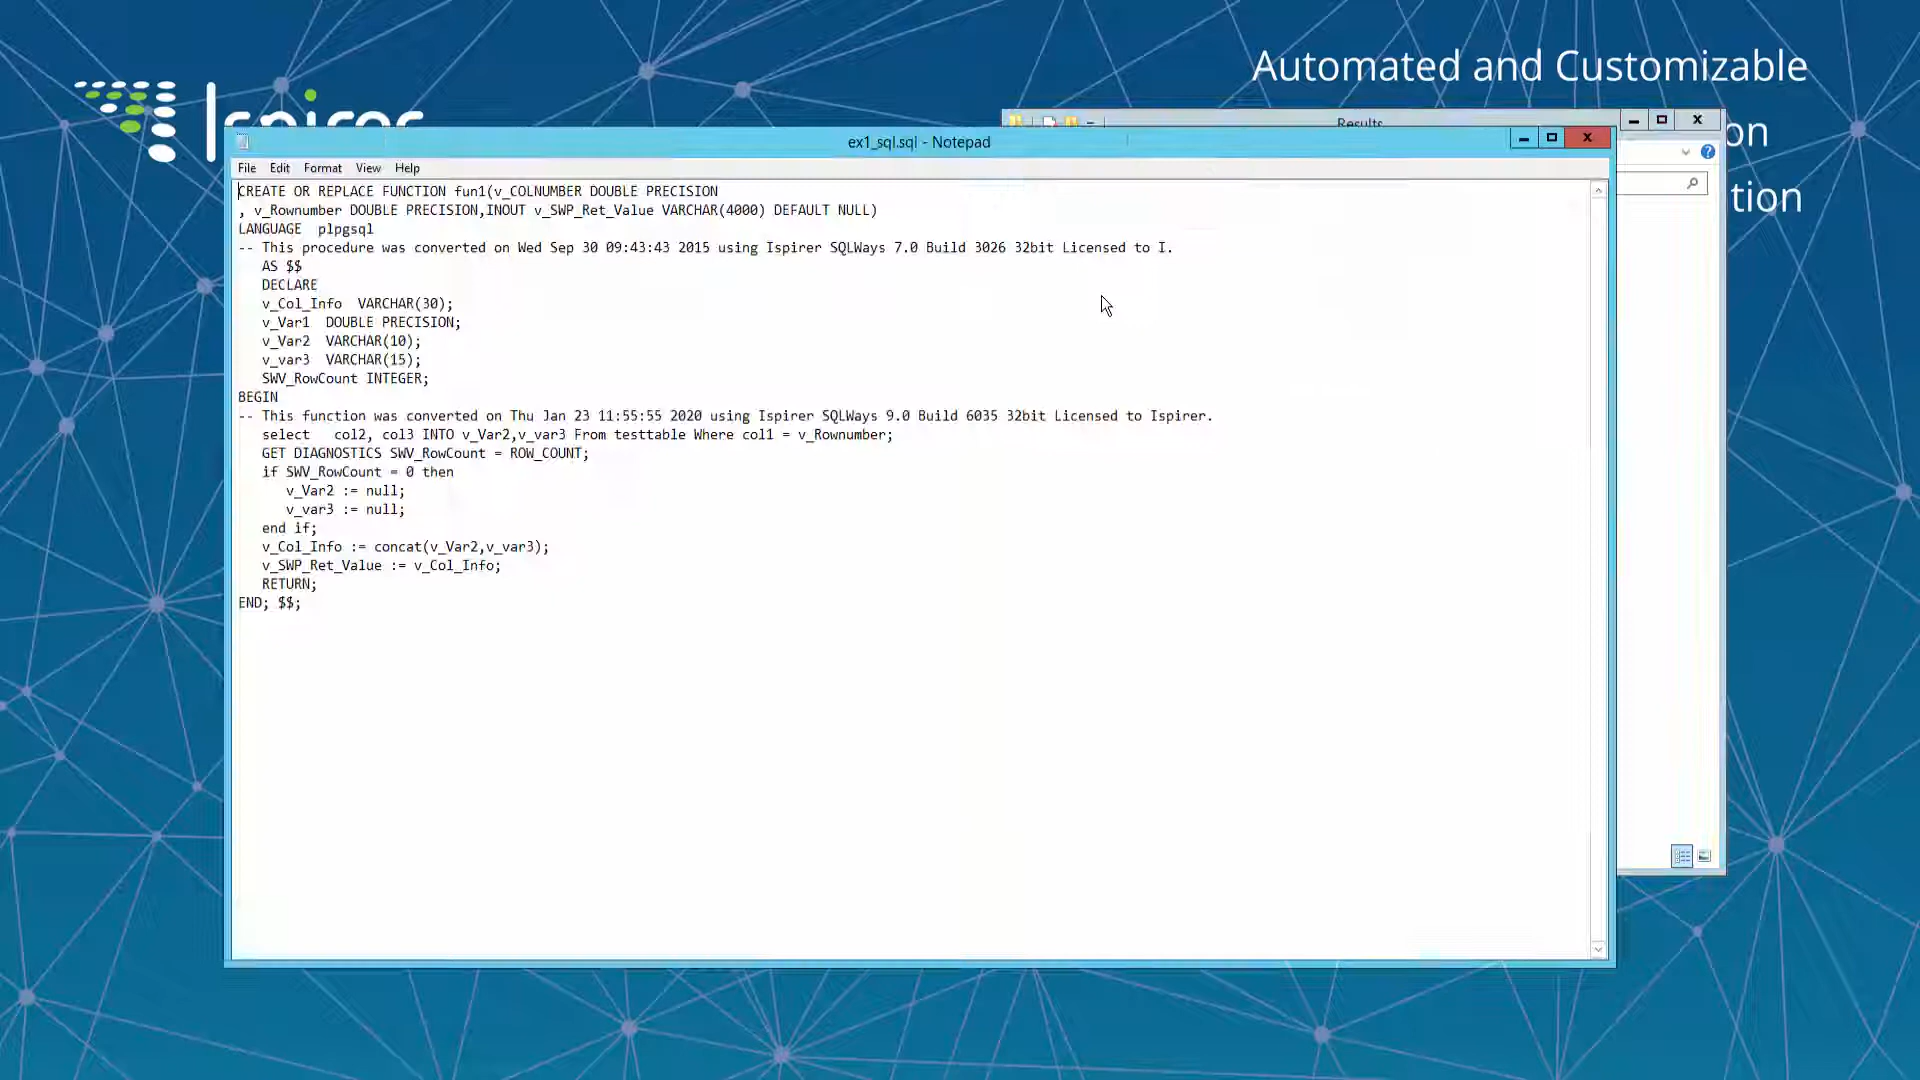 Automated and Customizable
on
tion
Results
ex1_sql.sql - Notepad
File Edit Format View Help
CREATE OR REPLACE FUNCTION fun1(v_COLNUMBER DOUBLE PRECISION
, v_Rownumber DOUBLE PRECISION,INOUT v_SWP_Ret_Value VARCHAR(4000) DEFAULT NULL)
LANGUAGE  plpgsql
-- This procedure was converted on Wed Sep 30 09:43:43 2015 using Ispirer SQLWays 7.0 Build 3026 32bit Licensed to I.
   AS $$
   DECLARE
   v_Col_Info  VARCHAR(30);
   v_Var1  DOUBLE PRECISION;
   v_Var2  VARCHAR(10);
   v_var3  VARCHAR(15);
   SWV_RowCount INTEGER;
BEGIN
-- This function was converted on Thu Jan 23 11:55:55 2020 using Ispirer SQLWays 9.0 Build 6035 32bit Licensed to Ispirer.
   select   col2, col3 INTO v_Var2,v_var3 From testtable Where col1 = v_Rownumber;
   GET DIAGNOSTICS SWV_RowCount = ROW_COUNT;
   if SWV_RowCount = 0 then
      v_Var2 := null;
      v_var3 := null;
   end if;
   v_Col_Info := concat(v_Var2,v_var3);
   v_SWP_Ret_Value := v_Col_Info;
   RETURN;
END; $$;